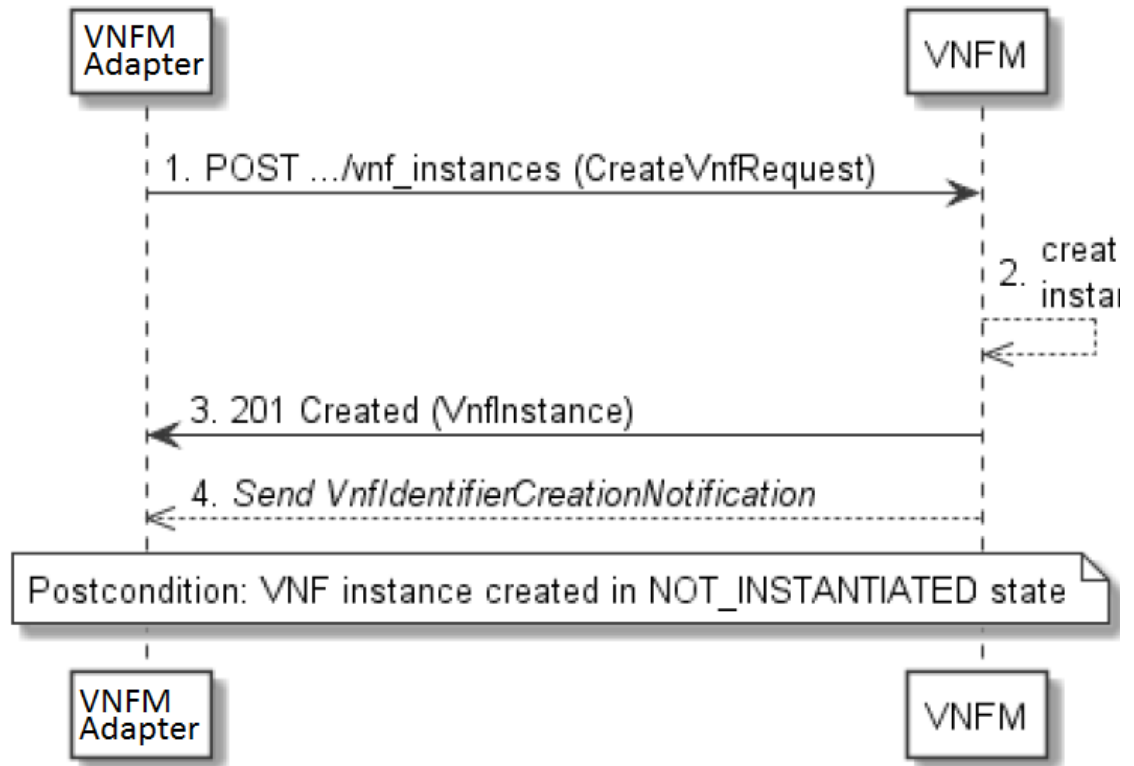 VNFM
Adapter
VNFM
1. POST .../vnf_instances (CreateVnfRequest)
2.
3. 201 Created (VnfInstance)
4. Send VnfIdentifierCreationNotification
Postcondition: VNF instance created in NOT_INSTANTIATED state
VNFM
Adapter
VNFM